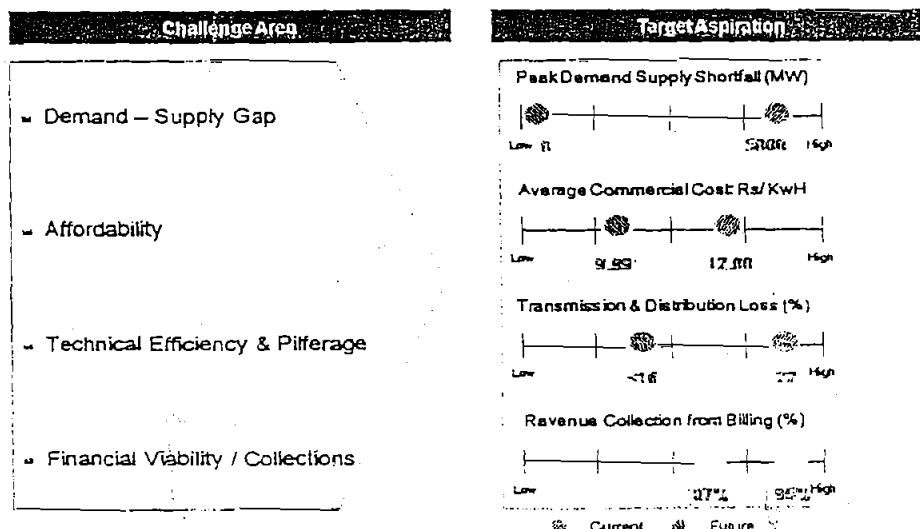 Challenge Area
Demand – Supply Gap
Affordability
Technical Efficiency & Pilferage
Financial Viability / Collections
Target Aspiration
Peak Demand Supply Shortfall (MW)
Low 0 High
Average Commercial Cost: Rs/ KwH
Low High
Transmission & Distribution Loss (%)
Low High
Revenue Collection from Billing (%)
Low 95% High
Current Future